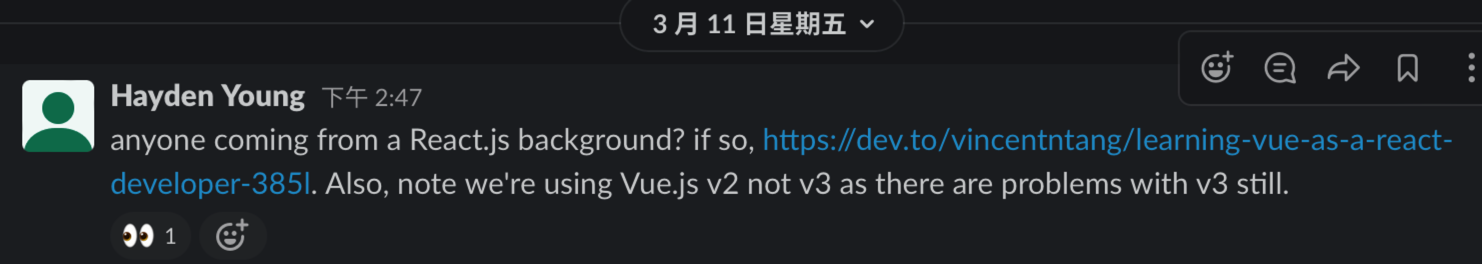 3 月 11 日星期五
Hayden Young 下午 2:47
anyone coming from a React.js background? if so, https://dev.to/vincentntang/learning-vue-as-a-react-
developer-385l. Also, note we're using Vue.js v2 not v3 as there are problems with v3 still.
👀 1